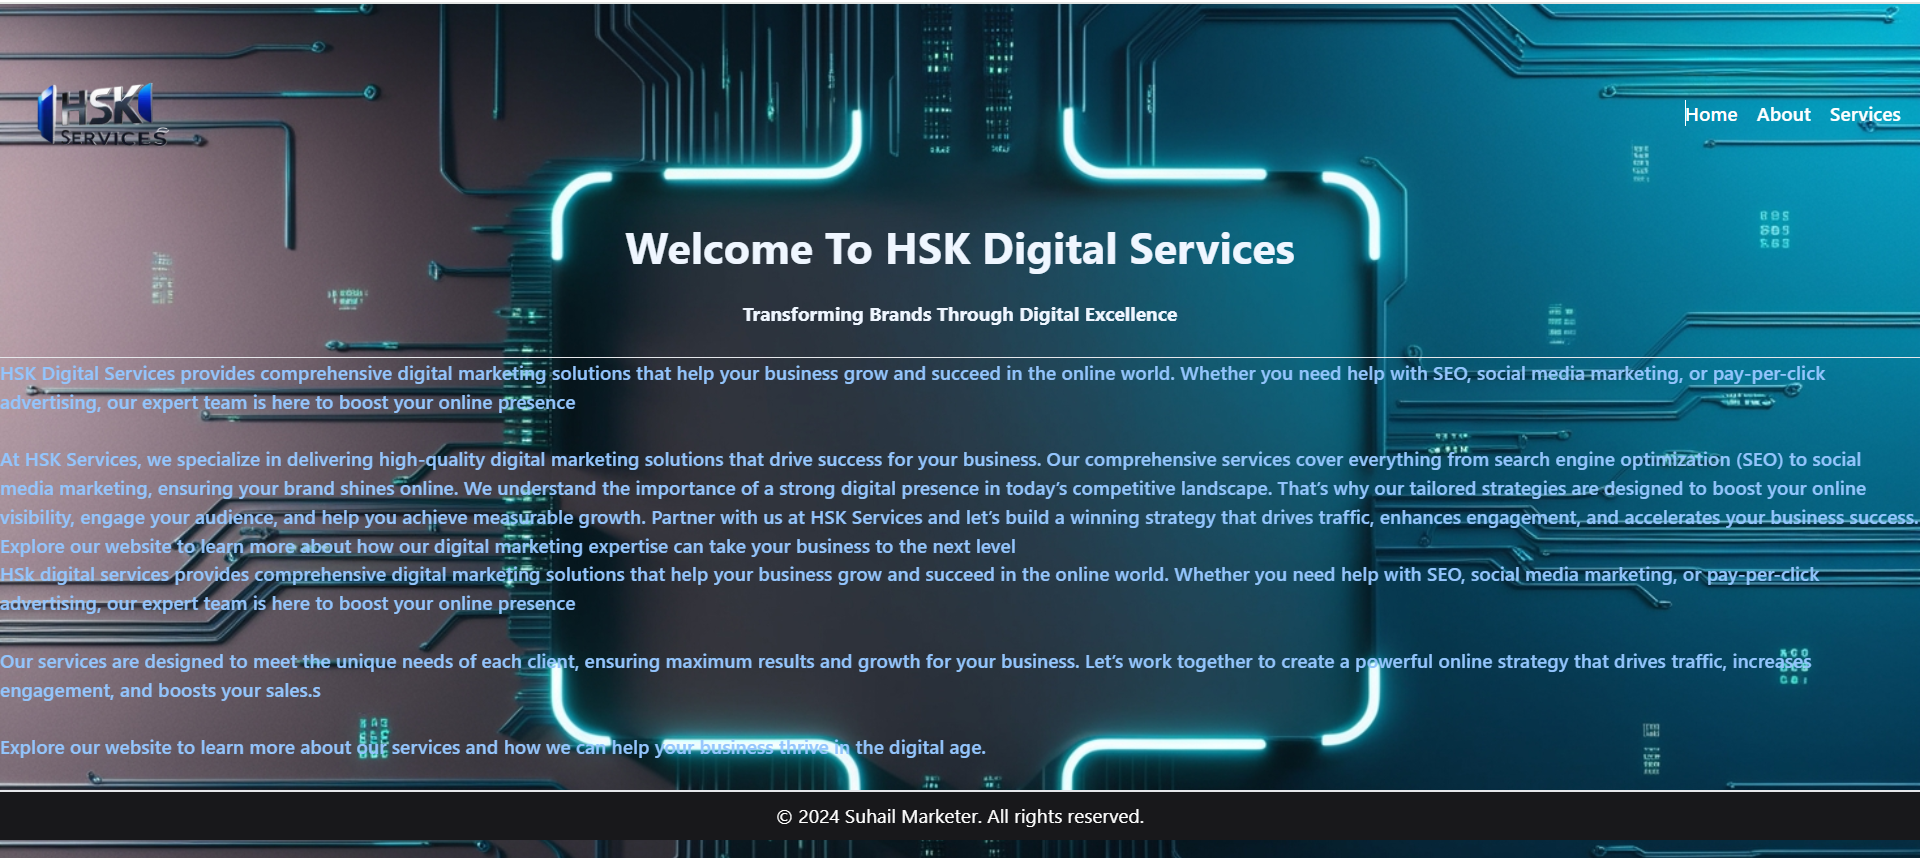 HSK
SERVICES
Home About Services
Welcome To HSK Digital Services
Transforming Brands Through Digital Excellence
HSK Digital Services provides comprehensive digital marketing solutions that help your business grow and succeed in the online world. Whether you need help with SEO, social media marketing, or pay-per-click
advertising, our expert team is here to boost your online presence
At HSK Services, we specialize in delivering high-quality digital marketing solutions that drive success for your business. Our comprehensive services cover everything from search engine optimization (SEO) to social
media marketing, ensuring your brand shines online. We understand the importance of a strong digital presence in today’s competitive landscape. That’s why our tailored strategies are designed to boost your online
visibility, engage your audience, and help you achieve measurable growth. Partner with us at HSK Services and let’s build a winning strategy that drives traffic, enhances engagement, and accelerates your business success.
Explore our website to learn more about how our digital marketing expertise can take your business to the next level
HSk digital services provides comprehensive digital marketing solutions that help your business grow and succeed in the online world. Whether you need help with SEO, social media marketing, or pay-per-click
advertising, our expert team is here to boost your online presence
Our services are designed to meet the unique needs of each client, ensuring maximum results and growth for your business. Let’s work together to create a powerful online strategy that drives traffic, increases
engagement, and boosts your sales.s
Explore our website to learn more about our services and how we can help your business thrive in the digital age.
© 2024 Suhail Marketer. All rights reserved.